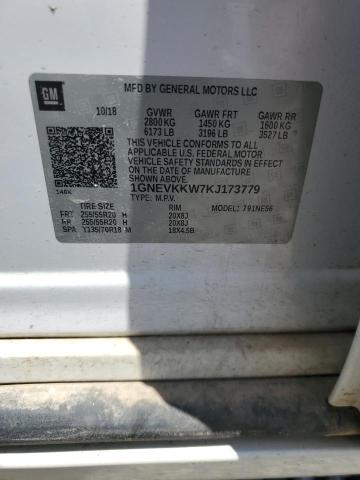 GM
MFD BY GENERAL MOTORS LLC
10/18 GVWR GAWR FRT GAWR RR
2800 KG 1450 KG 1600 KG
6173 LB 3196 LB 3527 LB
THIS VEHICLE CONFORMS TO ALL APPLICABLE
U.S. FEDERAL MOTOR VEHICLE
SAFETY STANDARDS IN EFFECT ON THE
DATE OF MANUFACTURE SHOWN ABOVE.
1GNEVKKW7KJ173779
TYPE: M.P.V. MODEL: 791NE56
TIRE SIZE RIM
FRT 255/55R20 H 20X8J
RR 255/55R20 H 20X8J
SPA T135/70R18 M 18X4.5B